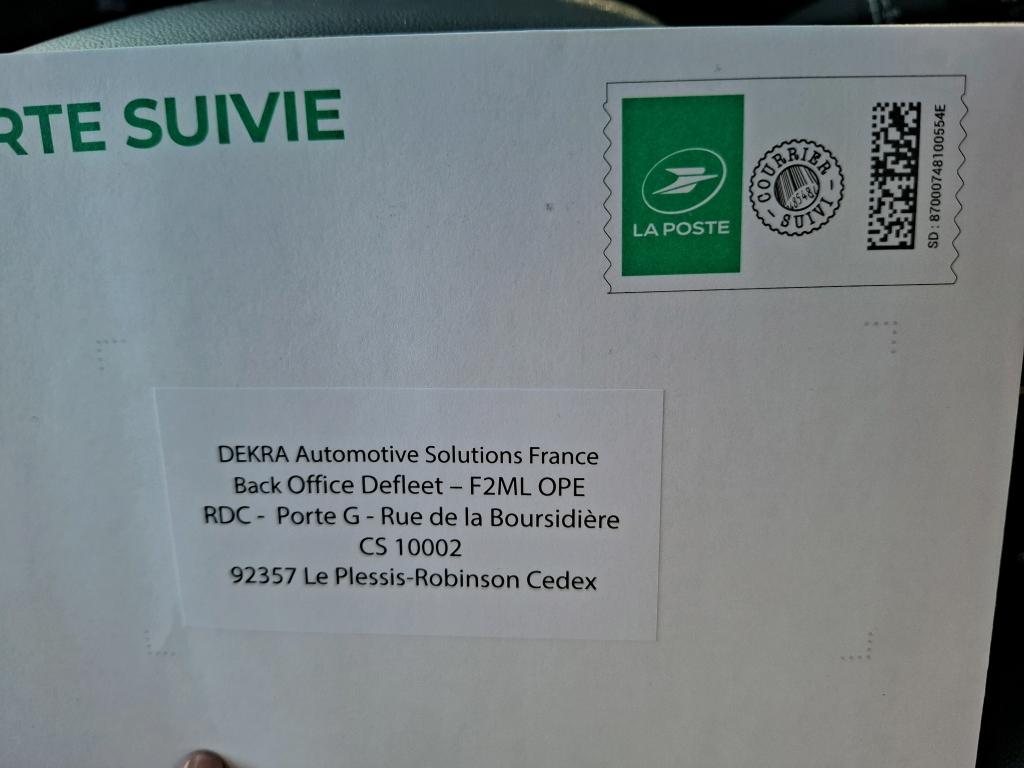 RTE SUIVIE
LA POSTE
COURRIER
SUIVI
SD : 87000748100554E
DEKRA Automotive Solutions France
Back Office Defleet – F2ML OPE
RDC - Porte G - Rue de la Boursidière
CS 10002
92357 Le Plessis-Robinson Cedex